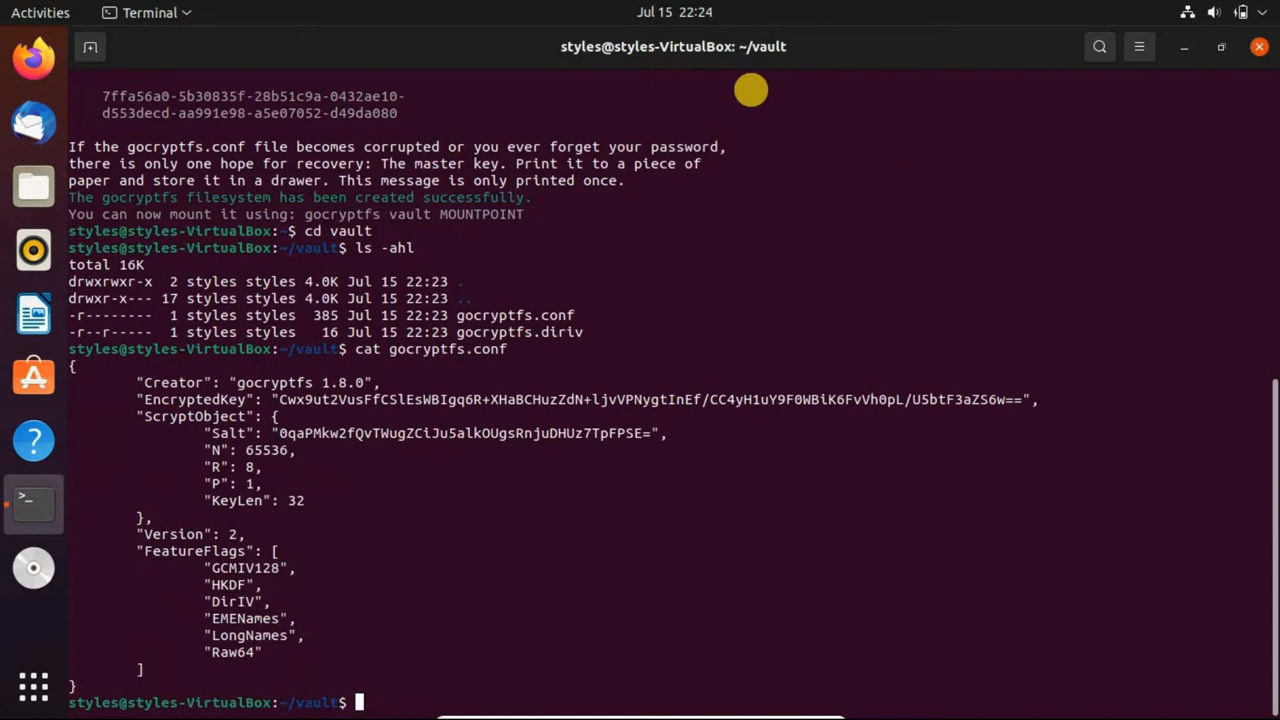 Activities
Terminal
Jul 15 22:24
styles@styles-VirtualBox: ~/vault
7ffa56a0-5b30835f-28b51c9a-0432ae10-
d553decd-aa991e98-a5e07052-d49da080
If the gocryptfs.conf file becomes corrupted or you ever forget your password,
there is only one hope for recovery: The master key. Print it to a piece of
paper and store it in a drawer. This message is only printed once.
The gocryptfs filesystem has been created successfully.
You can now mount it using: gocryptfs vault MOUNTPOINT
styles@styles-VirtualBox:~$ cd vault
styles@styles-VirtualBox:~/vault$ ls -ahl
total 16K
drwxrwxr-x  2 styles styles 4.0K Jul 15 22:23 .
drwxr-x--- 17 styles styles 4.0K Jul 15 22:23 ..
-r--------  1 styles styles  385 Jul 15 22:23 gocryptfs.conf
-r--r-----  1 styles styles   16 Jul 15 22:23 gocryptfs.diriv
styles@styles-VirtualBox:~/vault$ cat gocryptfs.conf
{
"Creator": "gocryptfs 1.8.0",
"EncryptedKey": "Cwx9ut2VusFfCSlEsWBIgq6R+XHaBCHuzZdN+ljvVPNygtInEf/CC4yH1uY9F0WBiK6FvVh0pL/U5btF3aZS6w==",
"ScryptObject": {
"Salt": "0qaPMkw2fQvTWugZCiJu5alkOUgsRnjuDHUz7TpFPSE=",
"N": 65536,
"R": 8,
"P": 1,
"KeyLen": 32
},
"Version": 2,
"FeatureFlags": [
"GCMIV128",
"HKDF",
"DirIV",
"EMENames",
"LongNames",
"Raw64"
]
}
styles@styles-VirtualBox:~/vault$